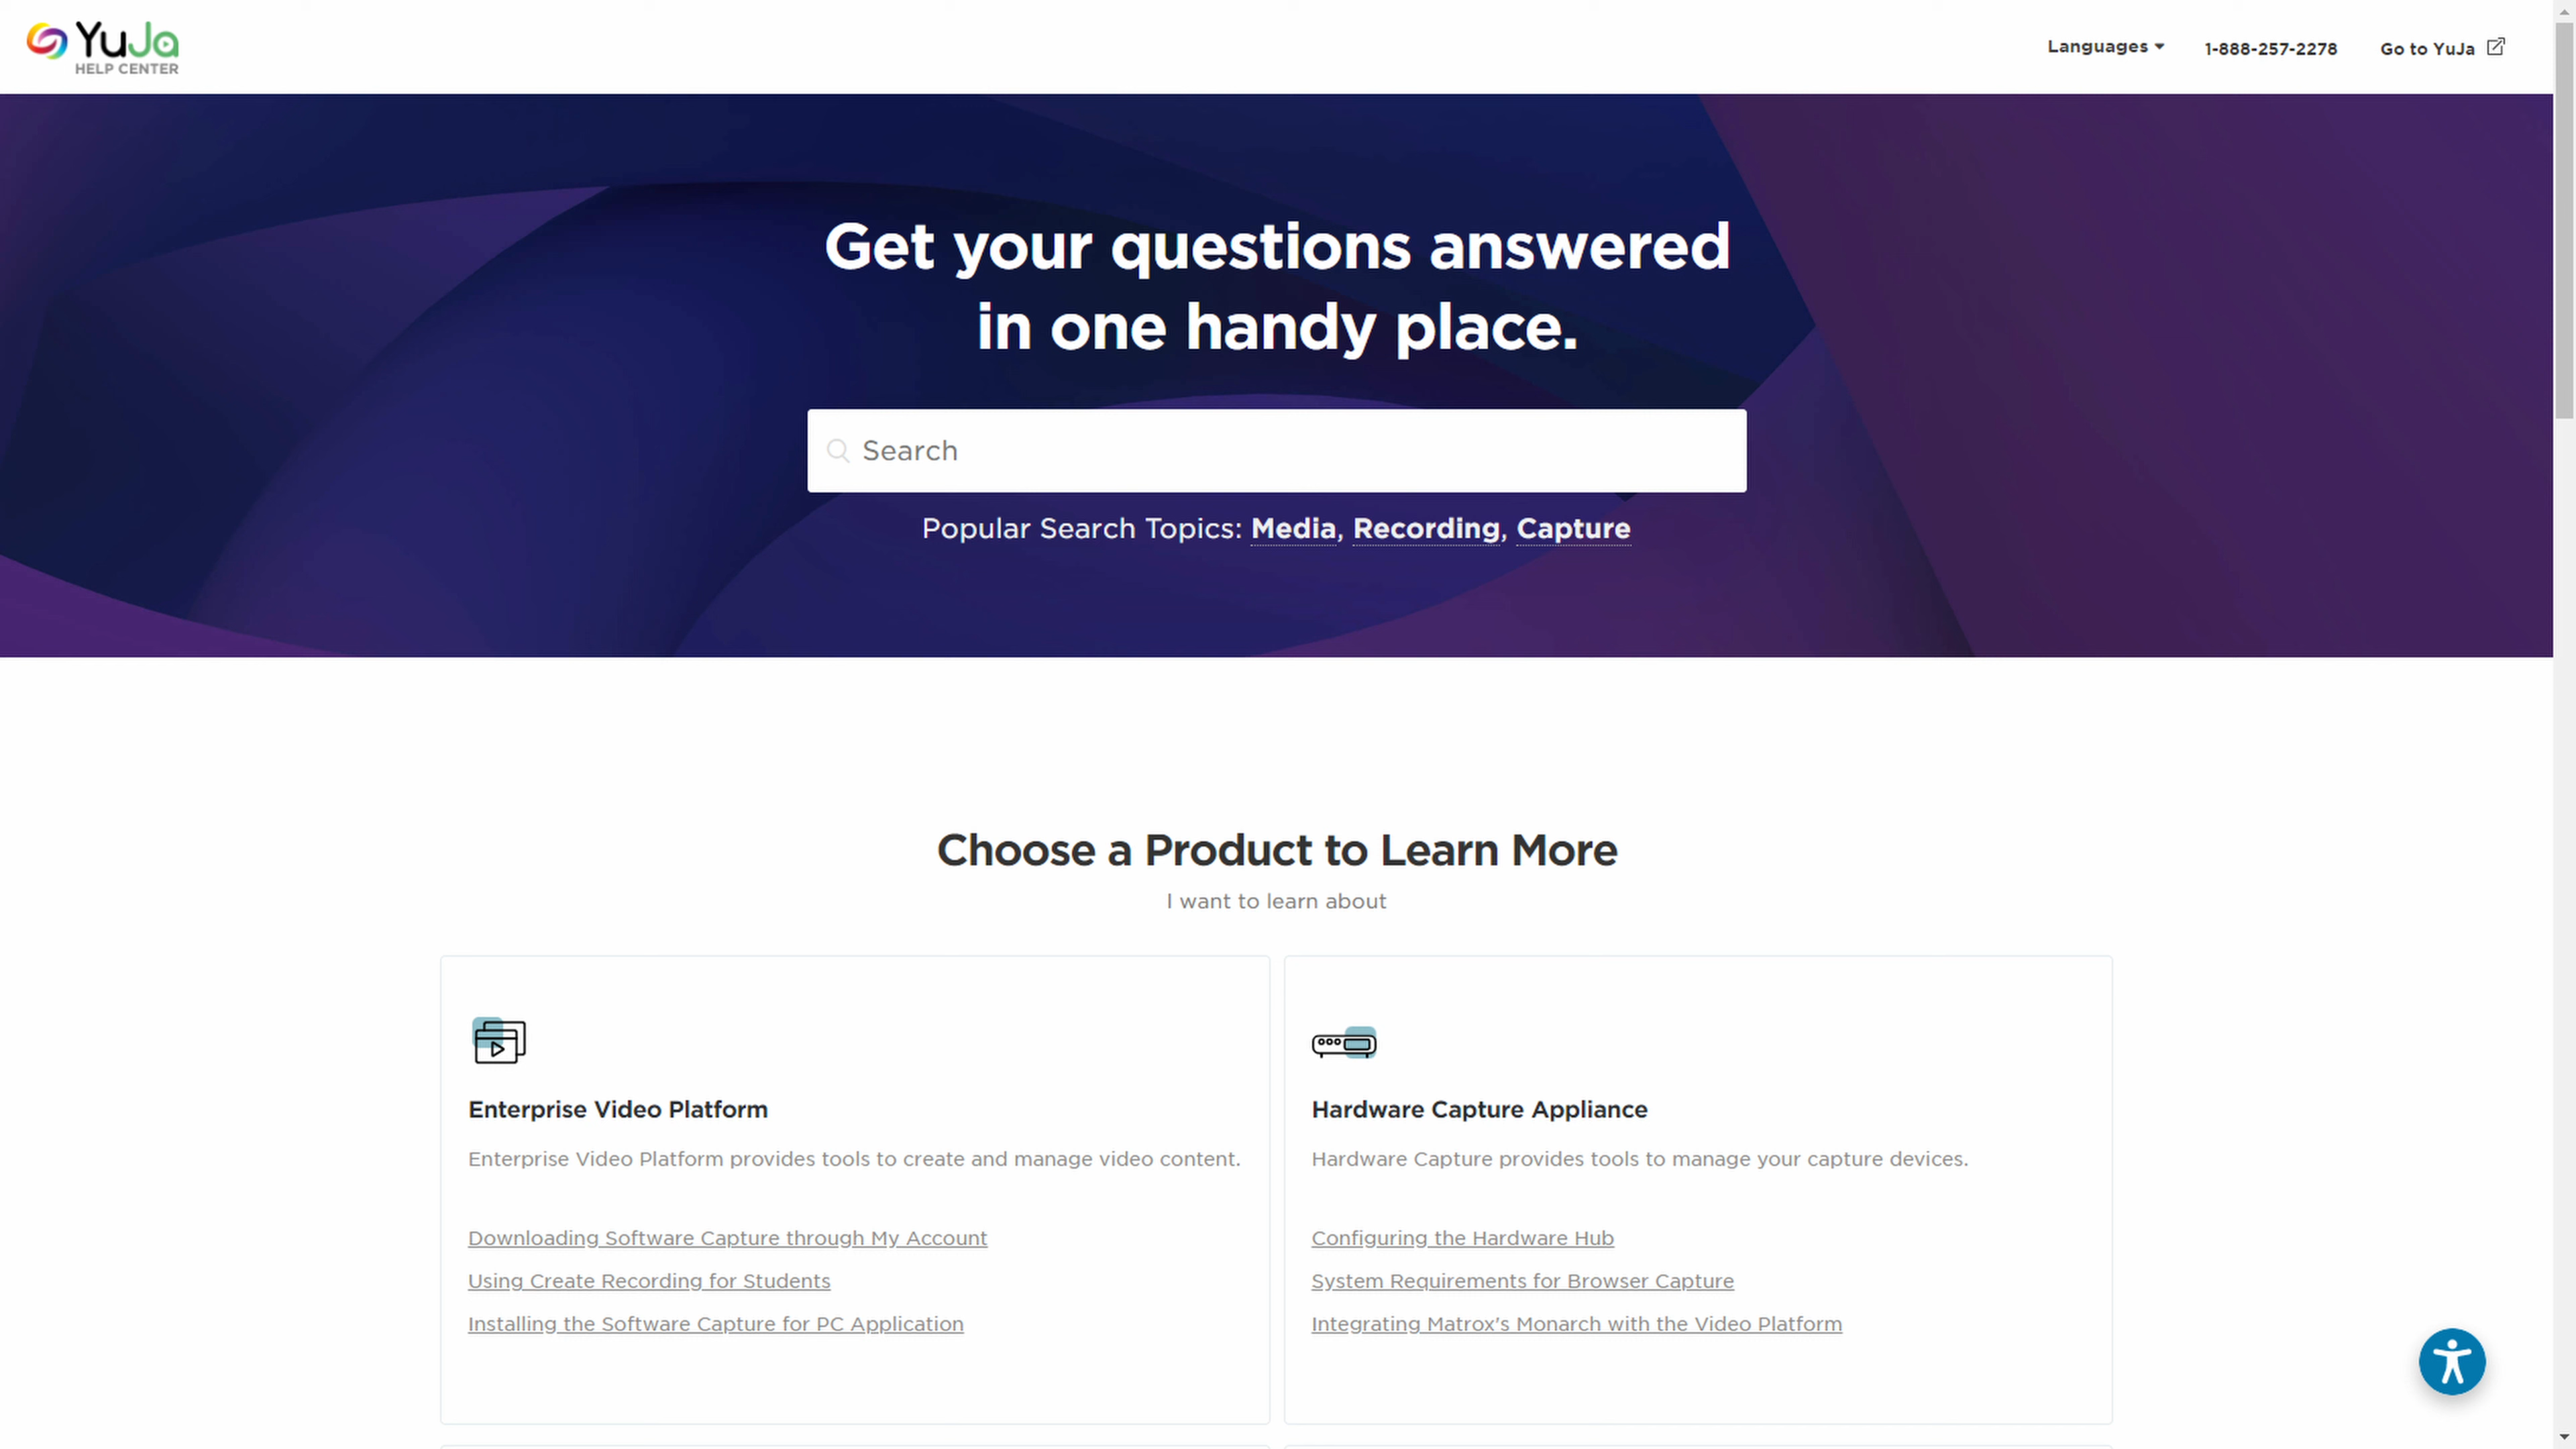 YuJa
HELP CENTER
Languages
1-888-257-2278
Go to YuJa
Get your questions answered
in one handy place.
Search
Popular Search Topics: Media, Recording, Capture
Choose a Product to Learn More
I want to learn about
Enterprise Video Platform
Enterprise Video Platform provides tools to create and manage video content.
Downloading Software Capture through My Account
Using Create Recording for Students
Installing the Software Capture for PC Application
Hardware Capture Appliance
Hardware Capture provides tools to manage your capture devices.
Configuring the Hardware Hub
System Requirements for Browser Capture
Integrating Matrox's Monarch with the Video Platform